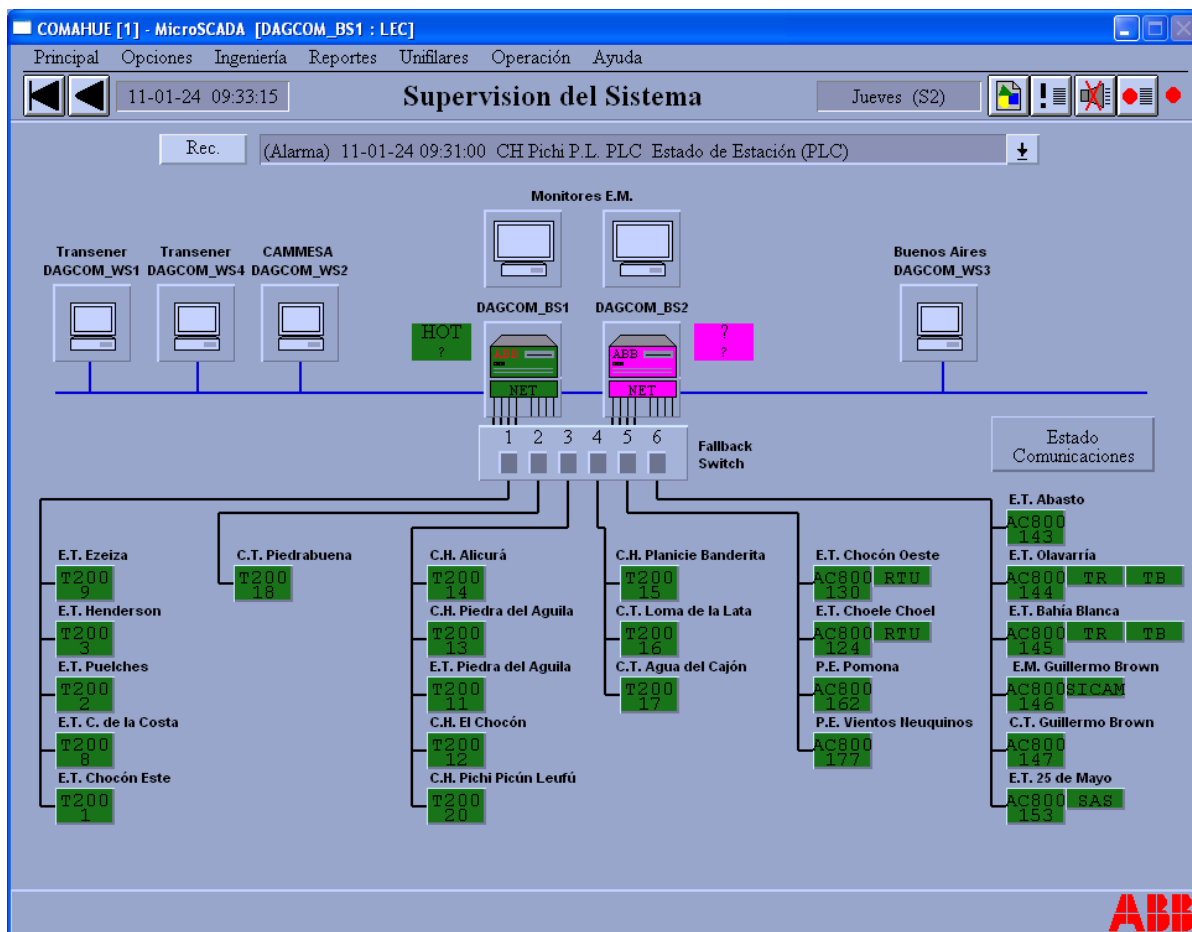 COMAHUE [1] - MicroSCADA [DAGCOM_BS1 : LEC]
Principal Opciones Ingeniería Reportes Unifilares Operación Ayuda
11-01-24 09:33:15
Supervision del Sistema
Jueves (S2)
Rec.
(Alarma) 11-01-24 09:31:00 CH Pichi P.L. PLC Estado de Estación (PLC)
Monitores E.M.
Transener
DAGCOM_WS1
Transener
DAGCOM_WS4
CAMMESA
DAGCOM_WS2
Buenos Aires
DAGCOM_WS3
DAGCOM_BS1
DAGCOM_BS2
HOT
?
ABB
NET
ABB
NET
?
?
1 2 3 4 5 6
Fallback
Switch
Estado
Comunicaciones
E.T. Ezeiza
T200
9
E.T. Henderson
T200
3
E.T. Puelches
T200
2
E.T. C. de la Costa
T200
8
E.T. Chocón Este
T200
1
C.T. Piedrabuena
T200
18
C.H. Alicurá
T200
14
C.H. Piedra del Aguila
T200
13
E.T. Piedra del Aguila
T200
11
C.H. El Chocón
T200
12
C.H. Pichi Picún Leufú
T200
20
C.H. Planicie Banderita
T200
15
C.T. Loma de la Lata
T200
16
C.T. Agua del Cajón
T200
17
E.T. Chocón Oeste
AC800 RTU
130
E.T. Choele Choel
AC800 RTU
124
P.E. Pomona
AC800
162
P.E. Vientos Neuquinos
AC800
177
E.T. Abasto
AC800
143
E.T. Olavarría
AC800 TR TB
144
E.T. Bahía Blanca
AC800 TR TB
145
E.M. Guillermo Brown
AC800 SICAM
146
C.T. Guillermo Brown
AC800
147
E.T. 25 de Mayo
AC800 SAS
153
ABB